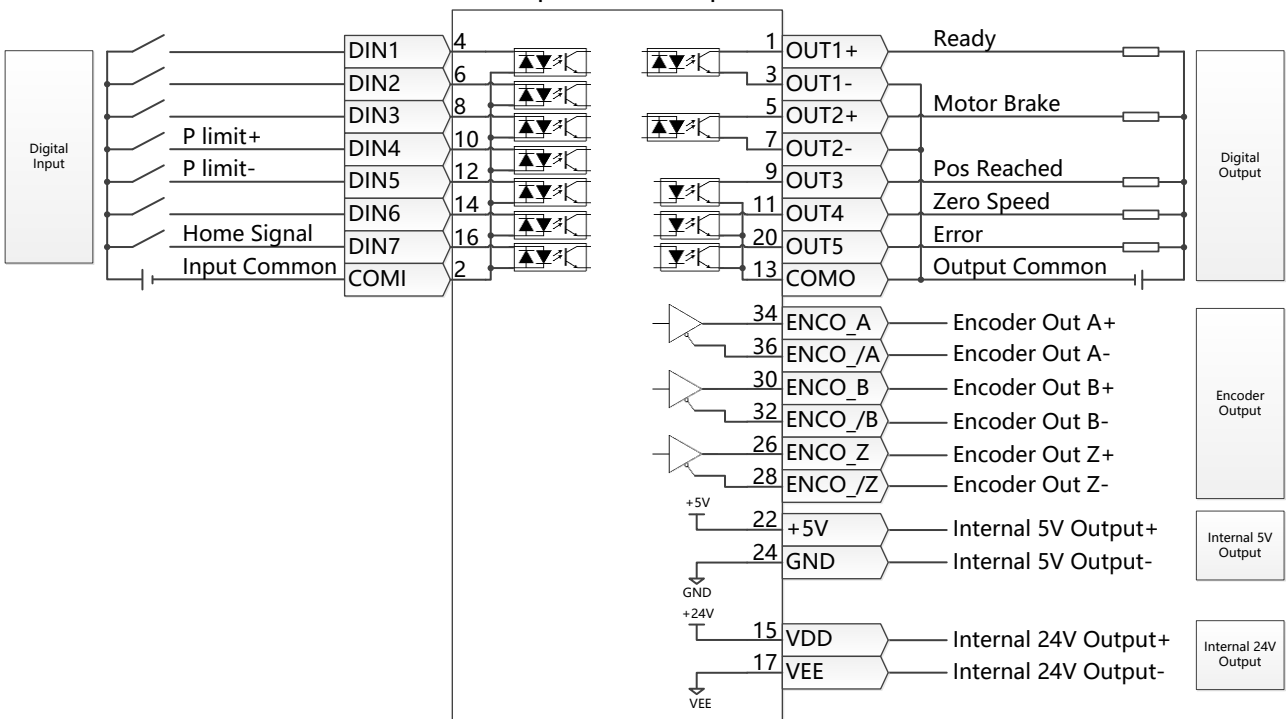 Digital
Input
P limit+
P limit-
Home Signal
Input Common
DIN1
DIN2
DIN3
DIN4
DIN5
DIN6
DIN7
COMI
4
6
8
10
12
14
16
2
1
3
5
7
9
11
20
13
OUT1+
OUT1-
OUT2+
OUT2-
OUT3
OUT4
OUT5
COMO
Ready
Motor Brake
Pos Reached
Zero Speed
Error
Output Common
Digital
Output
34 ENCO_A Encoder Out A+
36 ENCO_/A Encoder Out A-
30 ENCO_B Encoder Out B+
32 ENCO_/B Encoder Out B-
26 ENCO_Z Encoder Out Z+
28 ENCO_/Z Encoder Out Z-
Encoder
Output
+5V
22 +5V Internal 5V Output+
24 GND Internal 5V Output-
GND
Internal 5V
Output
+24V
15 VDD Internal 24V Output+
17 VEE Internal 24V Output-
VEE
Internal 24V
Output